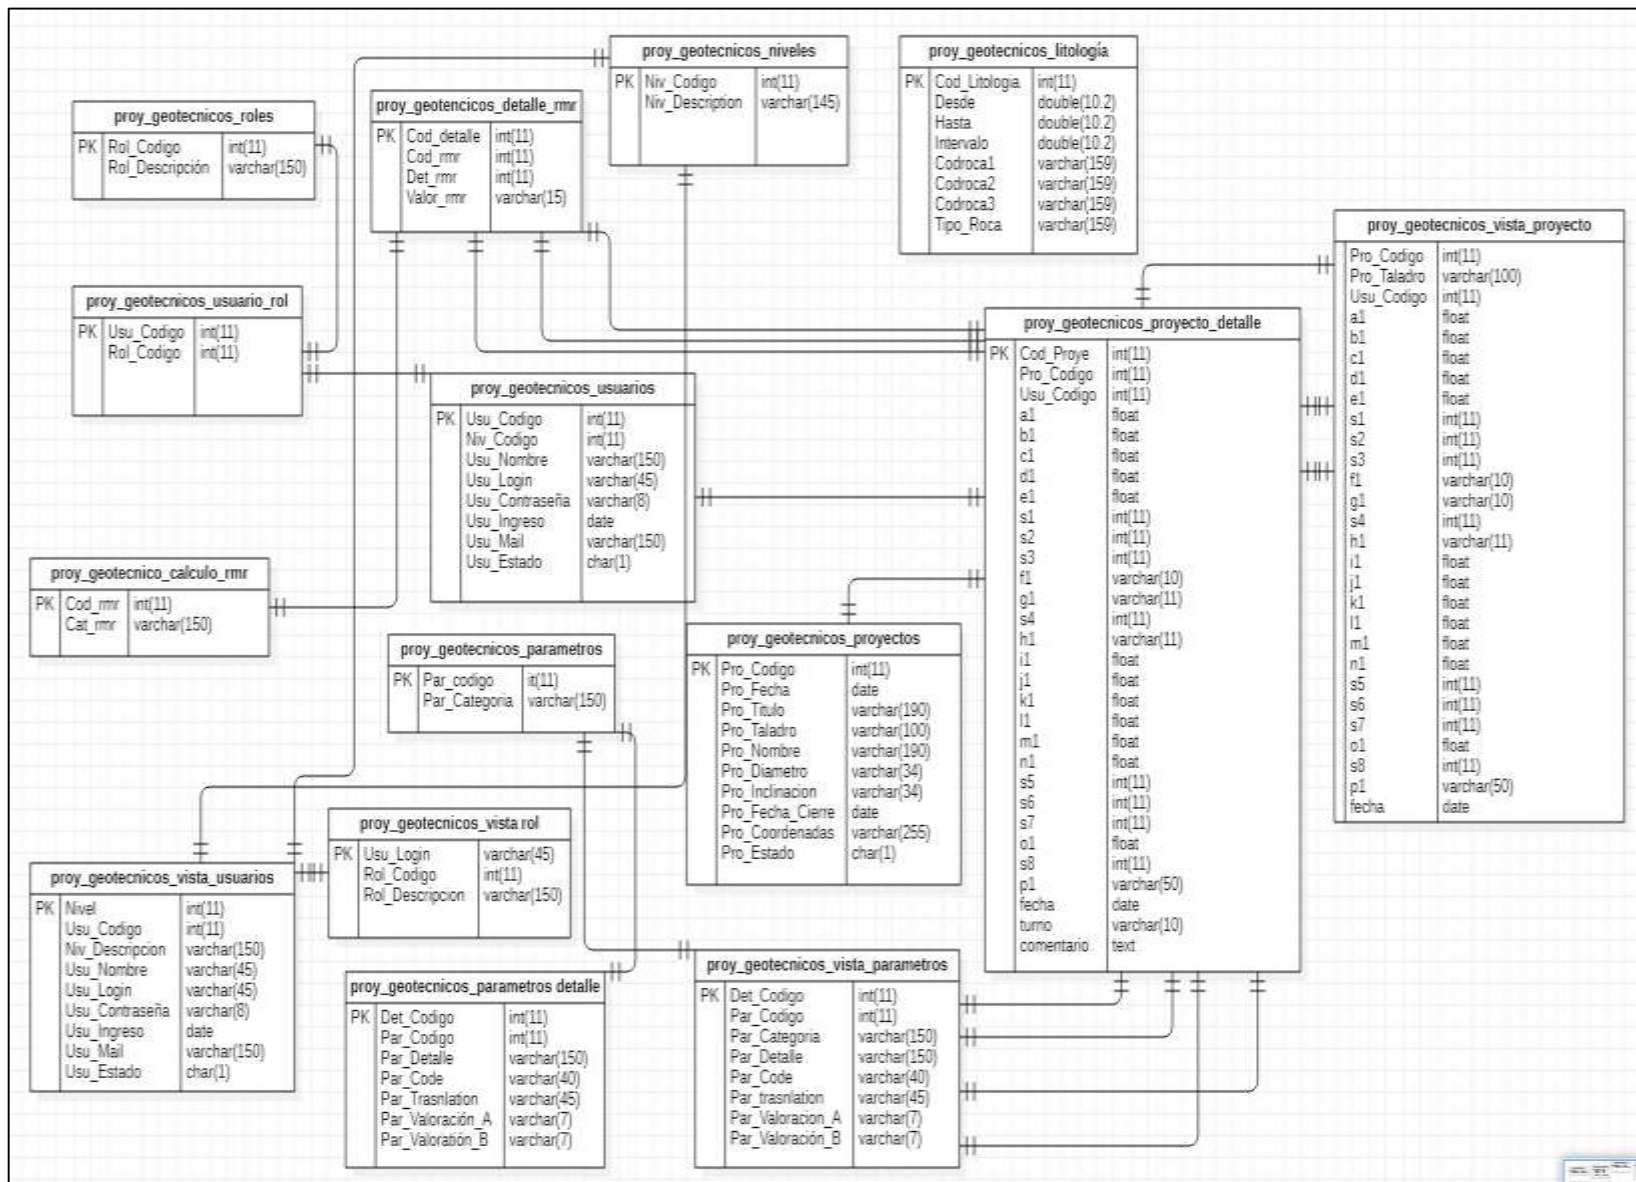 proy_geotecnicos_niveles
PK Niv_Codigo int(11)
Niv_Description varchar(145)
proy_geotecnicos_litología
PK Cod_Litologia int(11)
Desde double(10.2)
Hasta double(10.2)
Intervalo double(10.2)
Codroca1 varchar(159)
Codroca2 varchar(159)
Codroca3 varchar(159)
Tipo_Roca varchar(159)
proy_geotecnicos_roles
PK Rol_Codigo int(11)
Rol_Descripción varchar(150)
proy_geotencicos_detalle_rmr
PK Cod_detalle int(11)
Cod_rmr int(11)
Det_rmr int(11)
Valor_rmr varchar(15)
proy_geotecnicos_vista_proyecto
Pro_Codigo int(11)
Pro_Taladro varchar(100)
Usu_Codigo int(11)
a1 float
b1 float
c1 float
d1 float
e1 float
s1 int(11)
s2 int(11)
s3 int(11)
f1 varchar(10)
g1 varchar(10)
s4 int(11)
h1 varchar(11)
i1 float
j1 float
k1 float
l1 float
m1 float
n1 float
s5 int(11)
s6 int(11)
s7 int(11)
o1 float
s8 int(11)
p1 varchar(50)
fecha date
proy_geotecnicos_usuario_rol
PK Usu_Codigo int(11)
Rol_Codigo int(11)
proy_geotecnicos_proyecto_detalle
PK Cod_Proye int(11)
Pro_Codigo int(11)
Usu_Codigo int(11)
a1 float
b1 float
c1 float
d1 float
e1 float
s1 int(11)
s2 int(11)
s3 int(11)
f1 varchar(10)
g1 varchar(11)
s4 int(11)
h1 varchar(11)
i1 float
j1 float
k1 float
l1 float
m1 float
n1 float
s5 int(11)
s6 int(11)
s7 int(11)
o1 float
s8 int(11)
p1 varchar(50)
fecha date
turno varchar(10)
comentario text
proy_geotecnicos_usuarios
PK Usu_Codigo int(11)
Niv_Codigo int(11)
Usu_Nombre varchar(150)
Usu_Login varchar(45)
Usu_Contraseña varchar(8)
Usu_Ingreso date
Usu_Mail varchar(150)
Usu_Estado char(1)
proy_geotecnico_calculo_rmr
PK Cod_rmr int(11)
Cat_rmr varchar(150)
proy_geotecnicos_parametros
PK Par_codigo it(11)
Par_Categoria varchar(150)
proy_geotecnicos_proyectos
PK Pro_Codigo int(11)
Pro_Fecha date
Pro_Titulo varchar(190)
Pro_Taladro varchar(100)
Pro_Nombre varchar(190)
Pro_Diametro varchar(34)
Pro_Inclinacion varchar(34)
Pro_Fecha_Cierre date
Pro_Coordenadas varchar(255)
Pro_Estado char(1)
proy_geotecnicos_vista rol
PK Usu_Login varchar(45)
Rol_Codigo int(11)
Rol_Descripcion varchar(150)
proy_geotecnicos_vista_usuarios
PK Nivel int(11)
Usu_Codigo int(11)
Niv_Descripcion varchar(150)
Usu_Nombre varchar(45)
Usu_Login varchar(45)
Usu_Contraseña varchar(8)
Usu_Ingreso date
Usu_Mail varchar(150)
Usu_Estado char(1)
proy_geotecnicos_parametros detalle
PK Det_Codigo int(11)
Par_Codigo int(11)
Par_Detalle varchar(150)
Par_Code varchar(40)
Par_Trasnlation varchar(45)
Par_Valoración_A varchar(7)
Par_Valoratión_B varchar(7)
proy_geotecnicos_vista_parametros
PK Det_Codigo int(11)
Par_Codigo int(11)
Par_Categoria varchar(150)
Par_Detalle varchar(150)
Par_Code varchar(40)
Par_trasnlation varchar(45)
Par_Valoracion_A varchar(7)
Par_Valoración_B varchar(7)